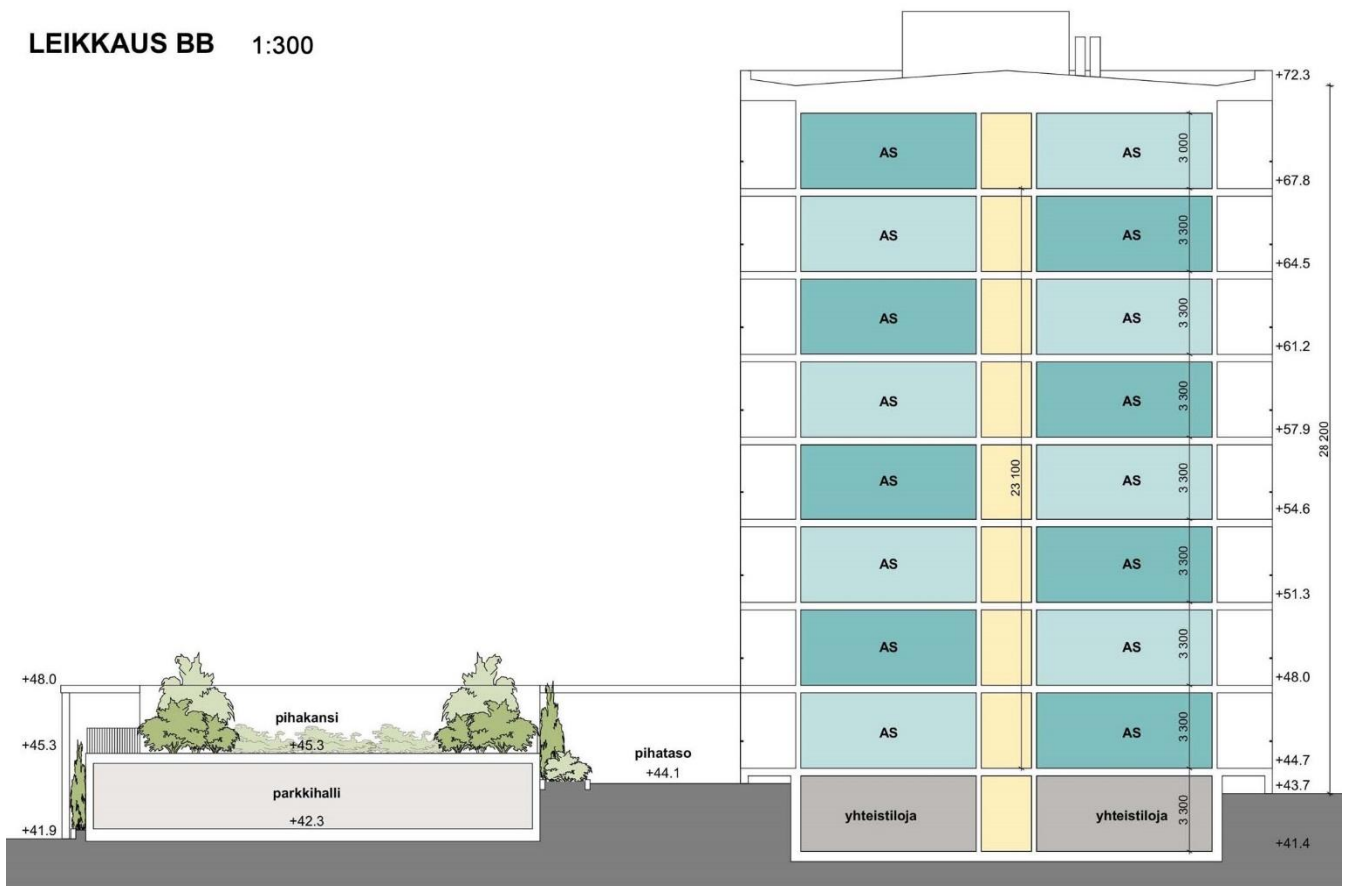 LEIKKAUS BB 1:300
+72.3
AS
AS
3 000
+67.8
AS
AS
3 300
+64.5
AS
AS
3 300
+61.2
AS
AS
3 300
+57.9
28 200
AS
AS
3 300
23 100
+54.6
AS
AS
3 300
+51.3
AS
AS
3 300
+48.0
+48.0
pihakansi
+45.3
+45.3
AS
AS
3 300
pihataso
+44.1
+44.7
+43.7
parkkihalli
+42.3
+41.9
yhteistiloja
yhteistiloja
3 300
+41.4